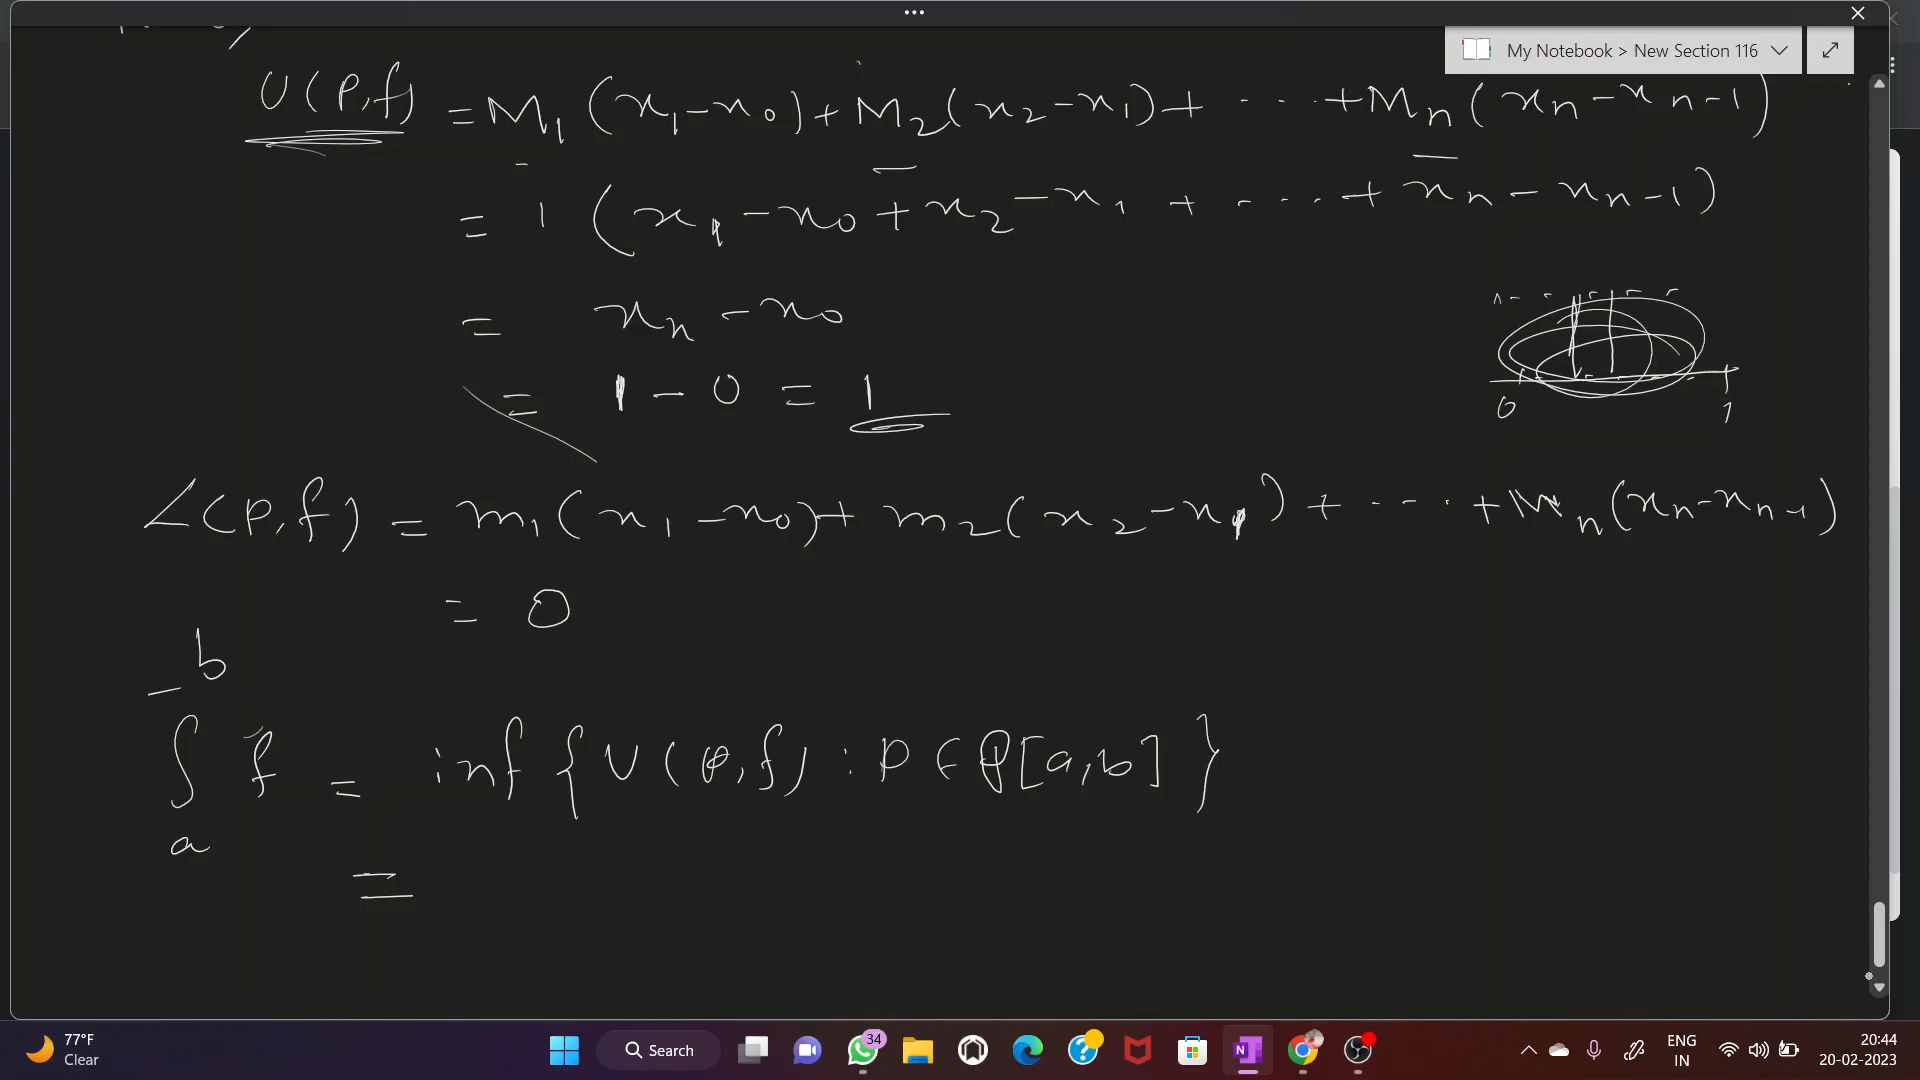 My Notebook > New Section 116
U(P,f) = M₁(x₁-x₀)+M₂(x₂-x₁)+ ... +Mn(xn-xn-1)
= 1(x₁-x₀+x₂-x₁ + ... + xn-xn-1)
= xn-x₀
= 1-0 = 1
0 1
L(P,f) = m₁(x₁-x₀)+m₂(x₂-x₁)+ ... +mn(xn-xn-1)
= 0
b
∫ f = inf{U(P,f) : P∈P[a,b]}
a
=
77°F
Clear
Search
34
ENG
IN
20:44
20-02-2023